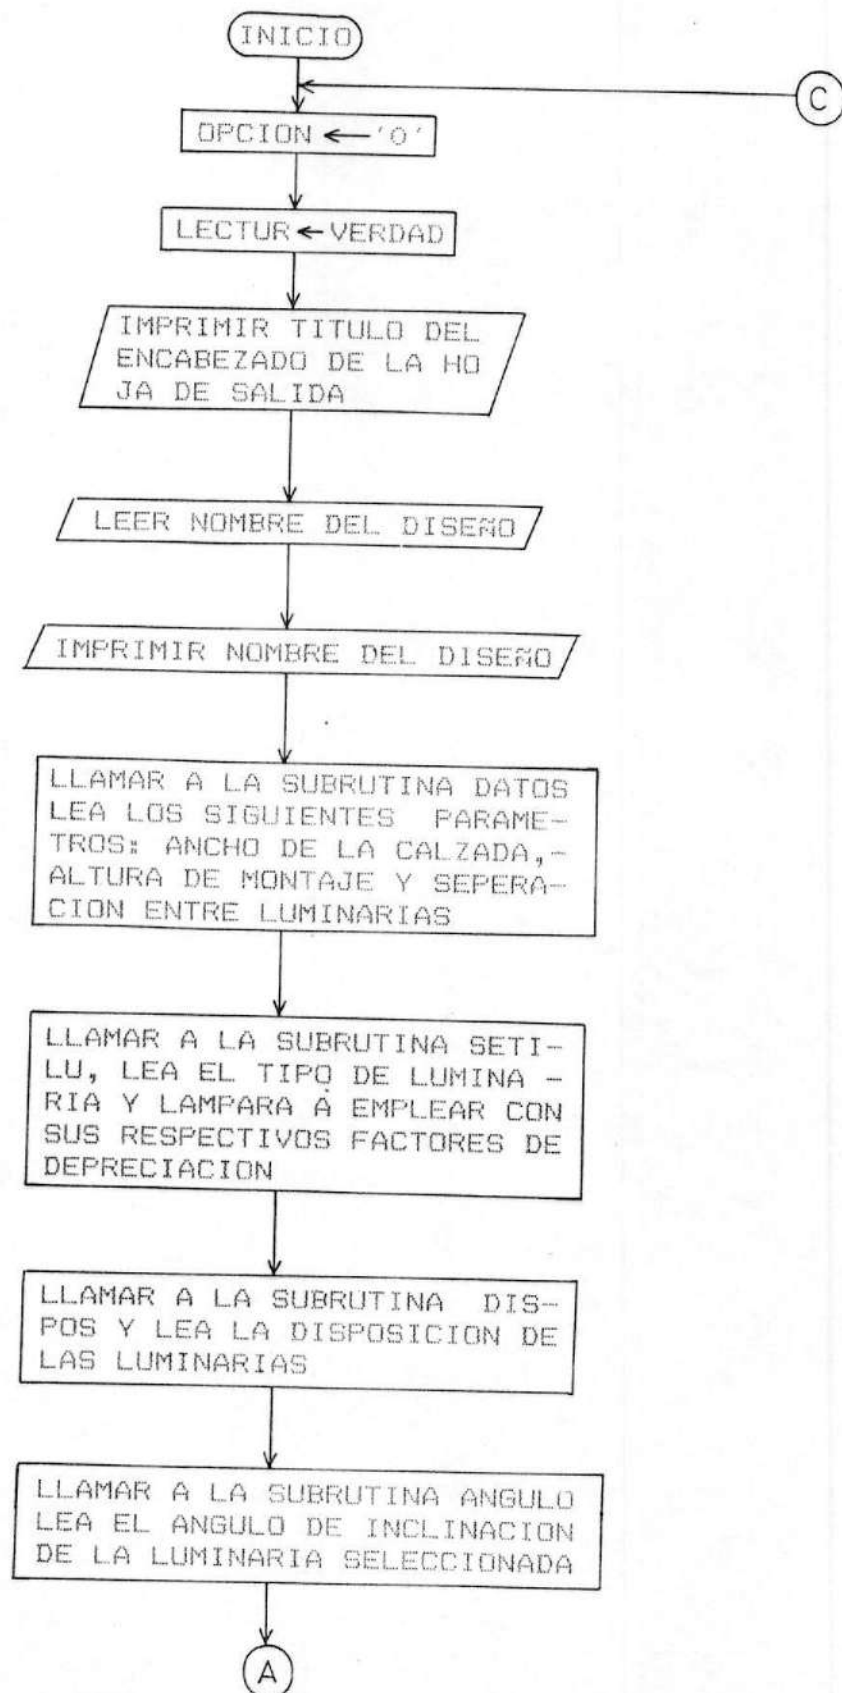 INICIO
C
OPCION ← '0'
LECTUR ← VERDAD
IMPRIMIR TITULO DEL
ENCABEZADO DE LA HO
JA DE SALIDA
LEER NOMBRE DEL DISEÑO
IMPRIMIR NOMBRE DEL DISEÑO
LLAMAR A LA SUBRUTINA DATOS
LEA LOS SIGUIENTES PARAME-
TROS: ANCHO DE LA CALZADA,-
ALTURA DE MONTAJE Y SEPERA-
CION ENTRE LUMINARIAS
LLAMAR A LA SUBRUTINA SETI-
LU, LEA EL TIPO DE LUMINA -
RIA Y LAMPARA A EMPLEAR CON
SUS RESPECTIVOS FACTORES DE
DEPRECIACION
LLAMAR A LA SUBRUTINA DIS-
POS Y LEA LA DISPOSICION DE
LAS LUMINARIAS
LLAMAR A LA SUBRUTINA ANGULO
LEA EL ANGULO DE INCLINACION
DE LA LUMINARIA SELECCIONADA
A